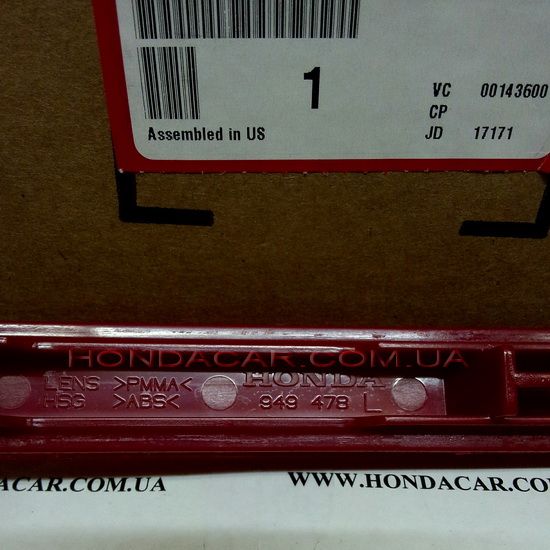 1
VC 00143600
CP
Assembled in US
JD 17171
HONDACAR.COM.UA
LENS >PMMA< HONDA
HSG >ABS< 949 478 L
DACAR.COM.UA WWW.HONDACAR.COM